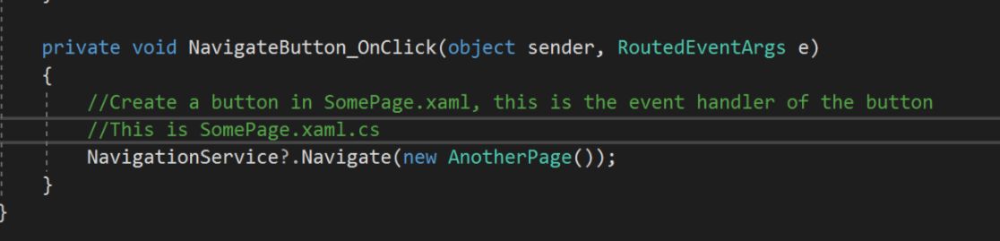 }
private void NavigateButton_OnClick(object sender, RoutedEventArgs e)
{
//Create a button in SomePage.xaml, this is the event handler of the button
//This is SomePage.xaml.cs
NavigationService?.Navigate(new AnotherPage());
}
}